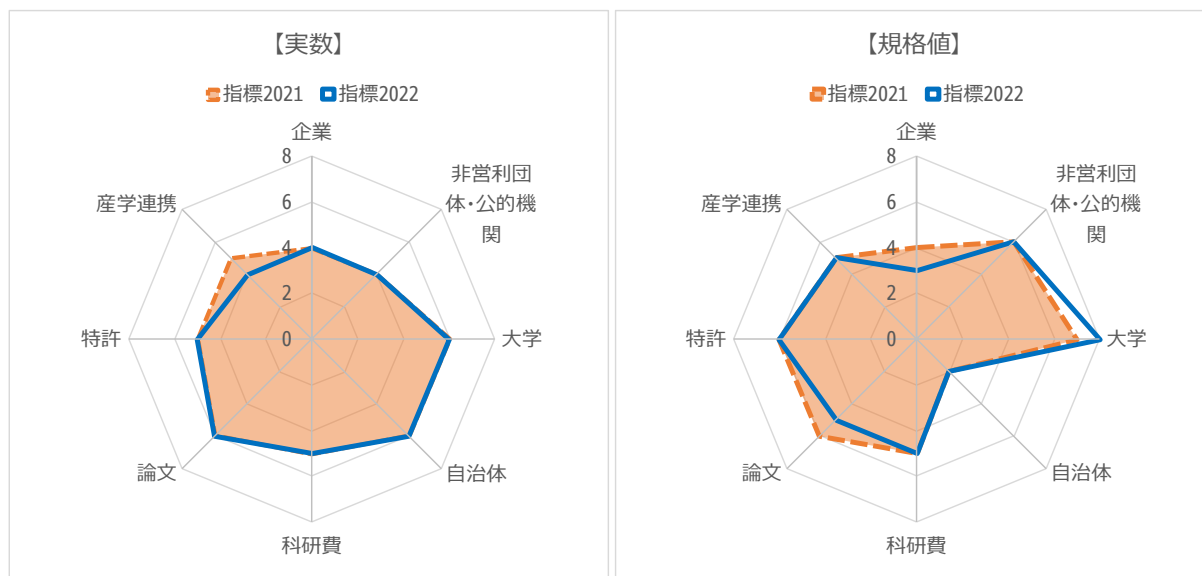 【実数】
指標2021 指標2022
企業
8
非営利団
体・公的機
関
6
産学連携
4
2
特許
0
大学
論文
自治体
科研費
【規格値】
指標2021 指標2022
企業
8
非営利団
体・公的機
関
6
産学連携
4
2
特許
0
大学
論文
自治体
科研費